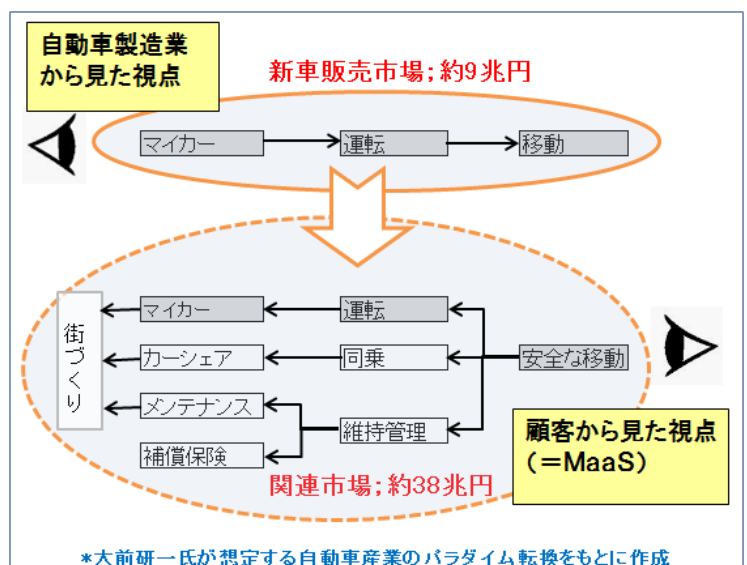 自動車製造業
から見た視点
新車販売市場;約9兆円
マイカー
運転
移動
街づくり
マイカー
運転
カーシェア
同乗
安全な移動
メンテナンス
維持管理
補償保険
顧客から見た視点
(=MaaS)
関連市場;約38兆円
*大前研一氏が想定する自動車産業のパラダイム転換をもとに作成